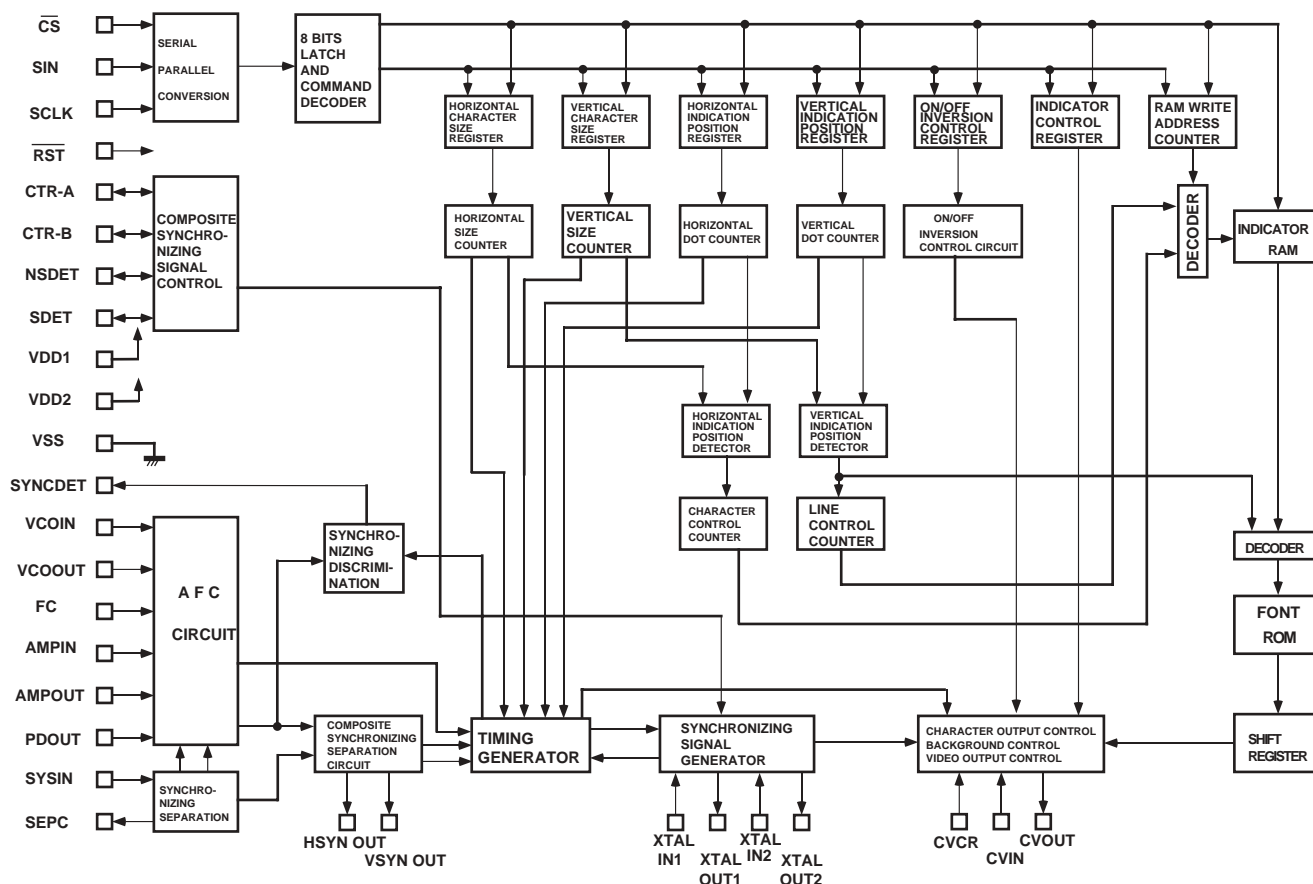 CS
SIN
SCLK
RST
CTR-A
CTR-B
NSDET
SDET
VDD1
VDD2
VSS
SYNCDET
VCOIN
VCOOUT
FC
AMPIN
AMPOUT
PDOUT
SYSIN
SEPC
SERIAL
PARALLEL
CONVERSION
8 BITS
LATCH
AND
COMMAND
DECODER
HORIZONTAL
CHARACTER
SIZE
REGISTER
VERTICAL
CHARACTER
SIZE
REGISTER
HORIZONTAL
INDICATION
POSITION
REGISTER
VERTICAL
INDICATION
POSITION
REGISTER
ON/OFF
INVERSION
CONTROL
REGISTER
INDICATOR
CONTROL
REGISTER
RAM WRITE
ADDRESS
COUNTER
COMPOSITE
SYNCHRO-
NIZING
SIGNAL
CONTROL
HORIZONTAL
SIZE COUNTER
VERTICAL
SIZE
COUNTER
HORIZONTAL
DOT COUNTER
VERTICAL
DOT COUNTER
ON/OFF
INVERSION
CONTROL CIRCUIT
DECODER
INDICATOR
RAM
HORIZONTAL
INDICATION
POSITION
DETECTOR
VERTICAL
INDICATION
POSITION
DETECTOR
CHARACTER
CONTROL
COUNTER
LINE
CONTROL
COUNTER
SYNCHRO-
NIZING
DISCRIMI-
NATION
DECODER
FONT
ROM
A F C
CIRCUIT
COMPOSITE
SYNCHRONIZING
SEPARATION
CIRCUIT
TIMING
GENERATOR
SYNCHRONIZING
SIGNAL
GENERATOR
CHARACTER OUTPUT CONTROL
BACKGROUND CONTROL
VIDEO OUTPUT CONTROL
SHIFT
REGISTER
SYNCHRO-
NIZING
SEPARATION
HSYN OUT
VSYN OUT
XTAL
IN1
XTAL
OUT1
XTAL
IN2
XTAL
OUT2
CVCR
CVIN
CVOUT